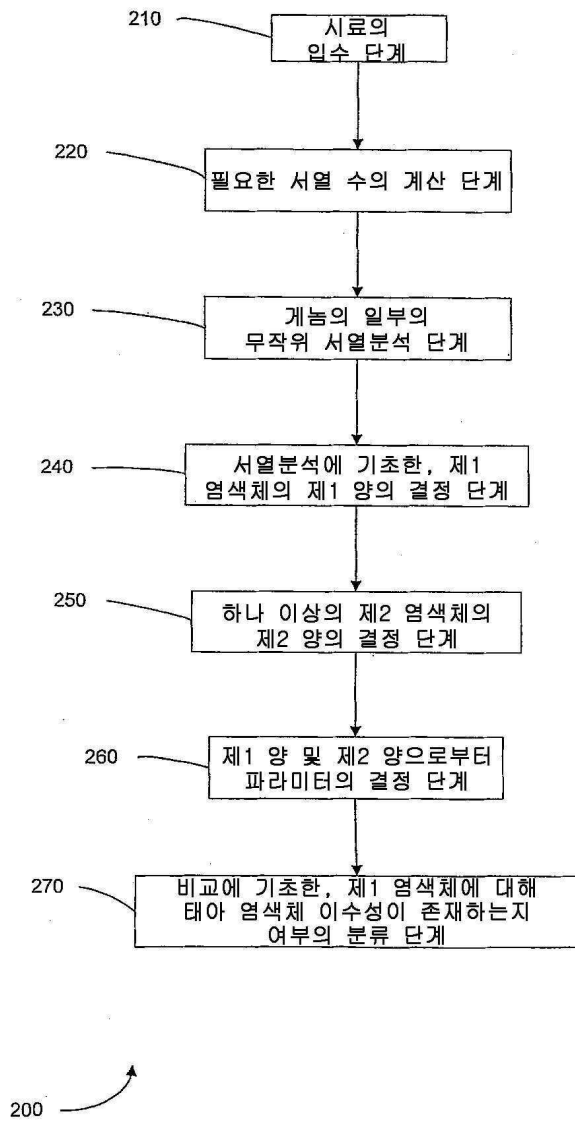 210
시료의
입수 단계
220
필요한 서열 수의 계산 단계
230
게놈의 일부의
무작위 서열분석 단계
240
서열분석에 기초한, 제1
염색체의 제1 양의 결정 단계
250
하나 이상의 제2 염색체의
제2 양의 결정 단계
260
제1 양 및 제2 양으로부터
파라미터의 결정 단계
270
비교에 기초한, 제1 염색체에 대해
태아 염색체 이수성이 존재하는지
여부의 분류 단계
200